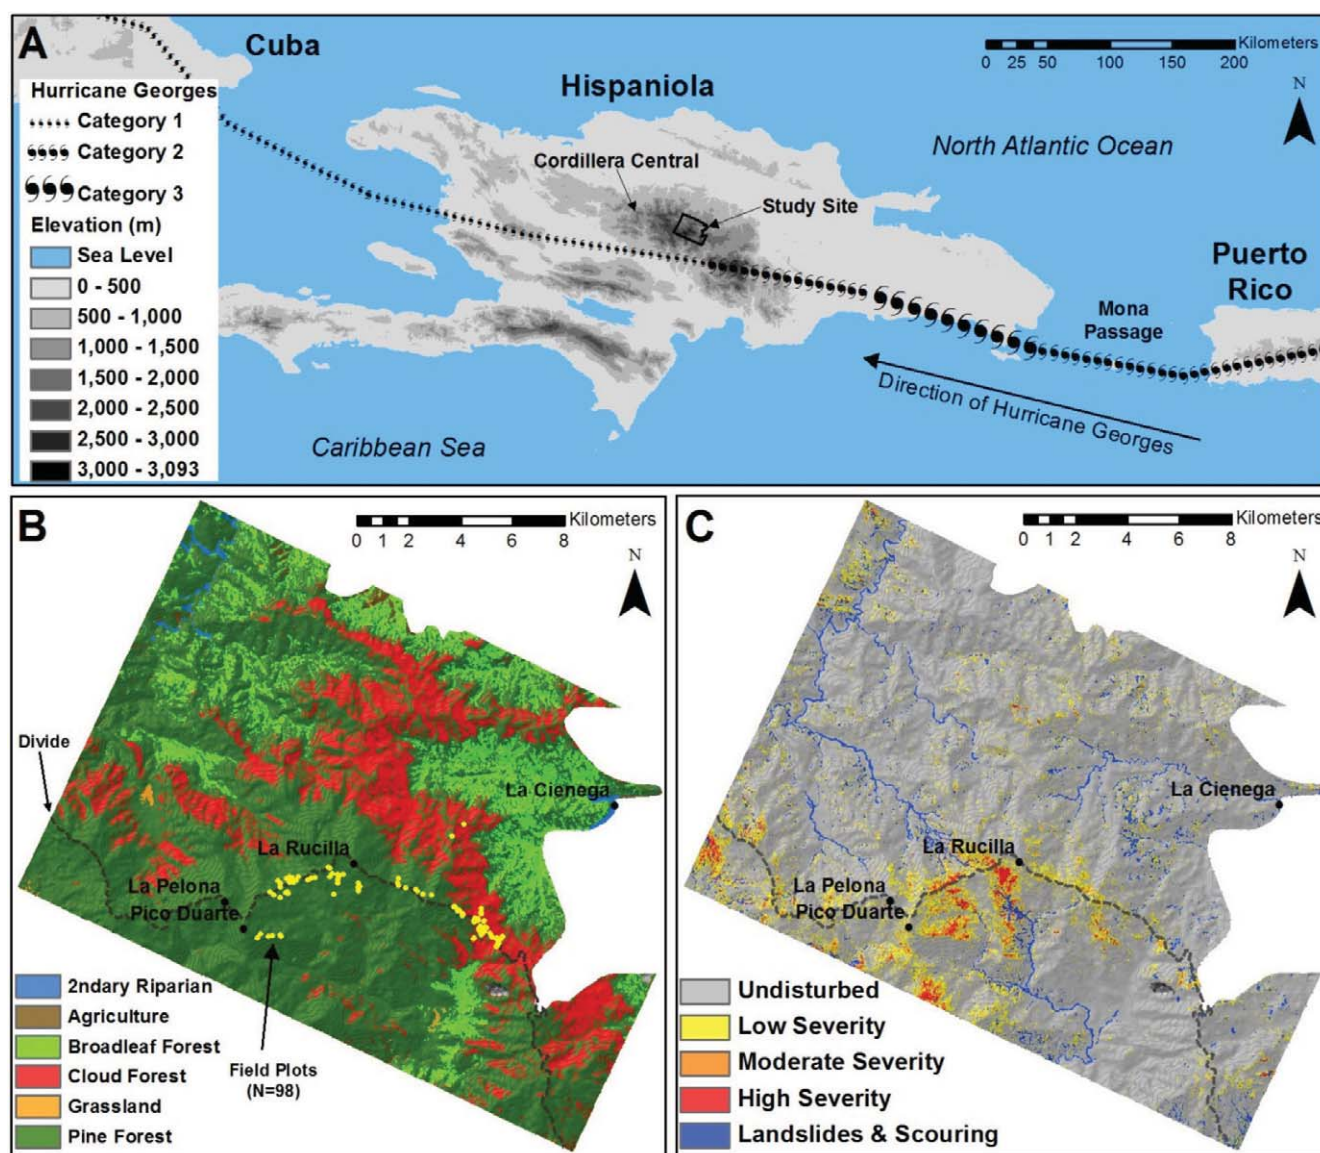 A
Cuba
Hispaniola
Kilometers
0 25 50 100 150 200
N
North Atlantic Ocean
Hurricane Georges
Category 1
Category 2
Category 3
Elevation (m)
Sea Level
0 - 500
500 - 1,000
1,000 - 1,500
1,500 - 2,000
2,000 - 2,500
2,500 - 3,000
3,000 - 3,093
Cordillera Central
Study Site
Puerto
Rico
Mona
Passage
Direction of Hurricane Georges
Caribbean Sea
B
Kilometers
0 1 2 4 6 8
N
Divide
La Cienega
La Rucilla
La Pelona
Pico Duarte
2ndary Riparian
Agriculture
Broadleaf Forest
Cloud Forest
Grassland
Pine Forest
Field Plots
(N=98)
C
Kilometers
0 1 2 4 6 8
N
La Cienega
La Rucilla
La Pelona
Pico Duarte
Undisturbed
Low Severity
Moderate Severity
High Severity
Landslides & Scouring